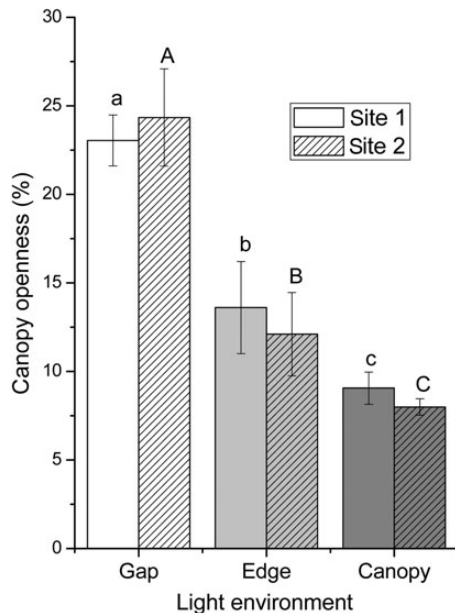 30
25
20
15
10
5
0
Canopy openness (%)
a
A
b
B
c
C
Site 1
Site 2
Gap
Edge
Canopy
Light environment